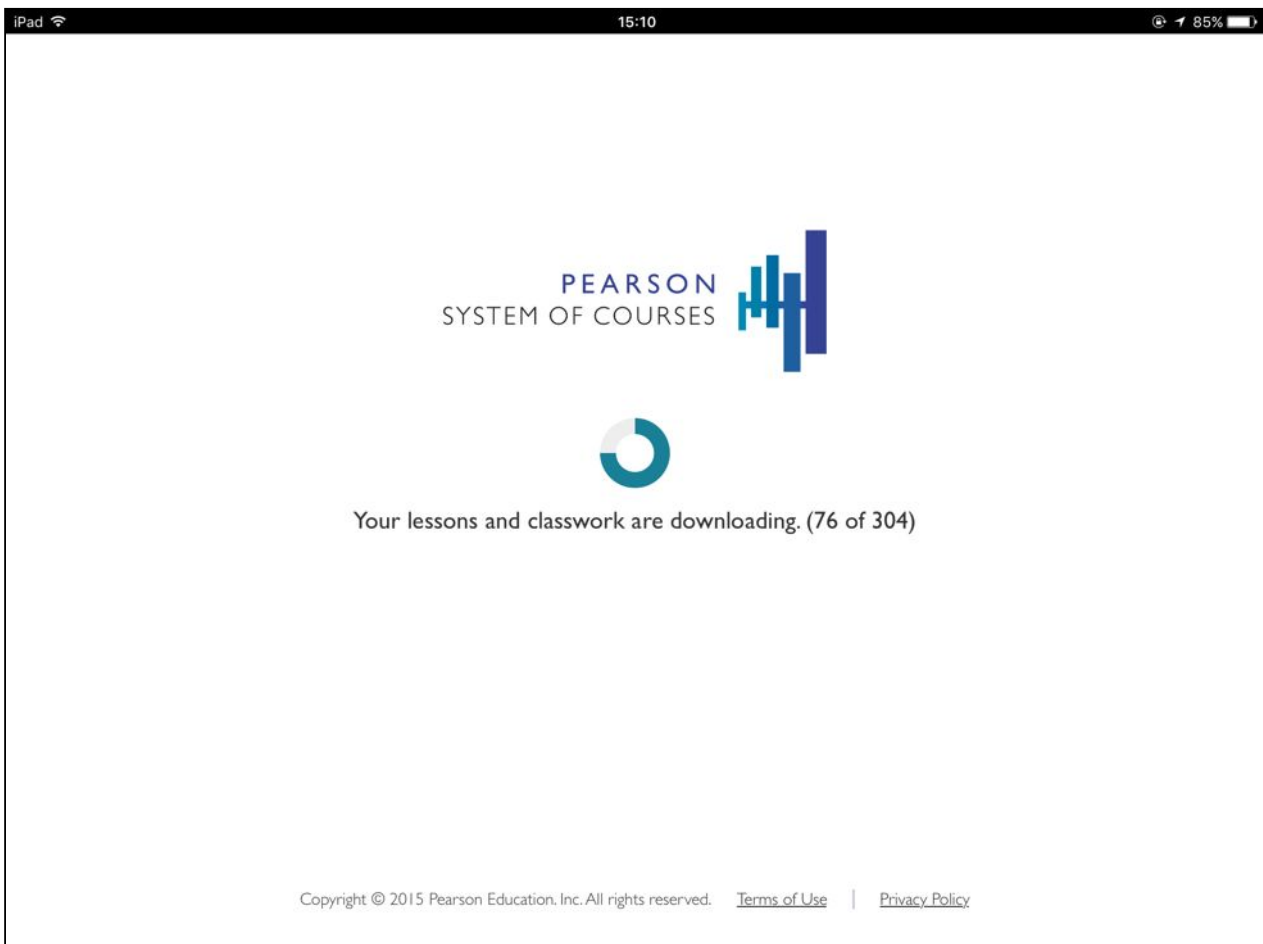 iPad 15:10 85%
PEARSON
SYSTEM OF COURSES
Your lessons and classwork are downloading. (76 of 304)
Copyright © 2015 Pearson Education. Inc. All rights reserved. Terms of Use | Privacy Policy